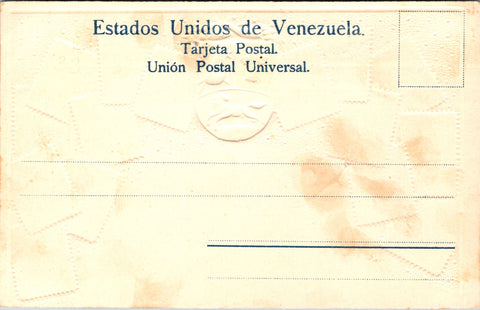 Estados Unidos de Venezuela.
Tarjeta Postal.
Unión Postal Universal.